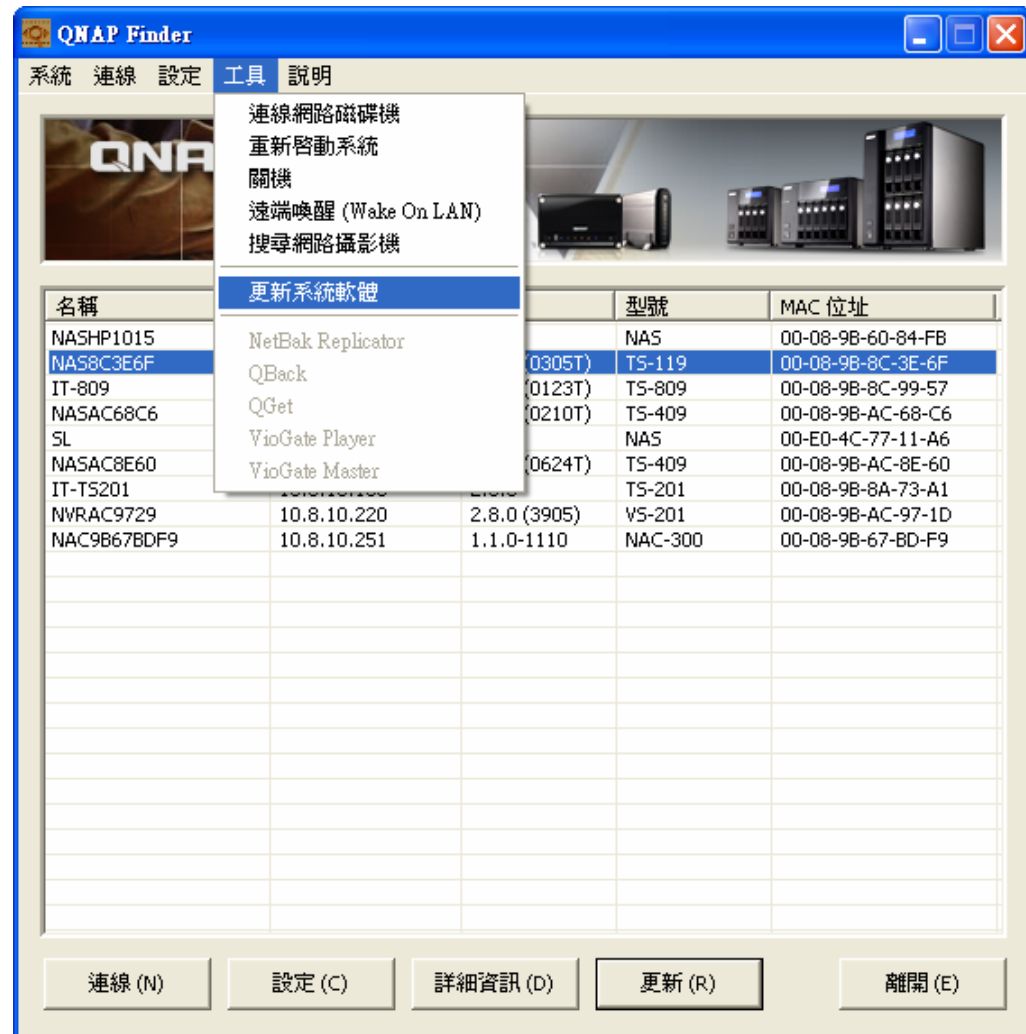 QNAP Finder
系統 連線 設定 工具 說明
連線網路磁碟機
重新啓動系統
關機
遠端喚醒 (Wake On LAN)
搜尋網路攝影機
更新系統軟體
NetBak Replicator
QBack
QGet
VioGate Player
VioGate Master
名稱 型號 MAC 位址
NASHP1015 NAS 00-08-9B-60-84-FB
NAS8C3E6F (0305T) TS-119 00-08-9B-8C-3E-6F
IT-809 (0123T) TS-809 00-08-9B-8C-99-57
NASAC68C6 (0210T) TS-409 00-08-9B-AC-68-C6
SL NAS 00-E0-4C-77-11-A6
NASAC8E60 (0624T) TS-409 00-08-9B-AC-8E-60
IT-TS201 TS-201 00-08-9B-8A-73-A1
NVRAC9729 10.8.10.220 2.8.0 (3905) VS-201 00-08-9B-AC-97-1D
NAC9B67BDF9 10.8.10.251 1.1.0-1110 NAC-300 00-08-9B-67-BD-F9
連線 (N) 設定 (C) 詳細資訊 (D) 更新 (R) 離開 (E)